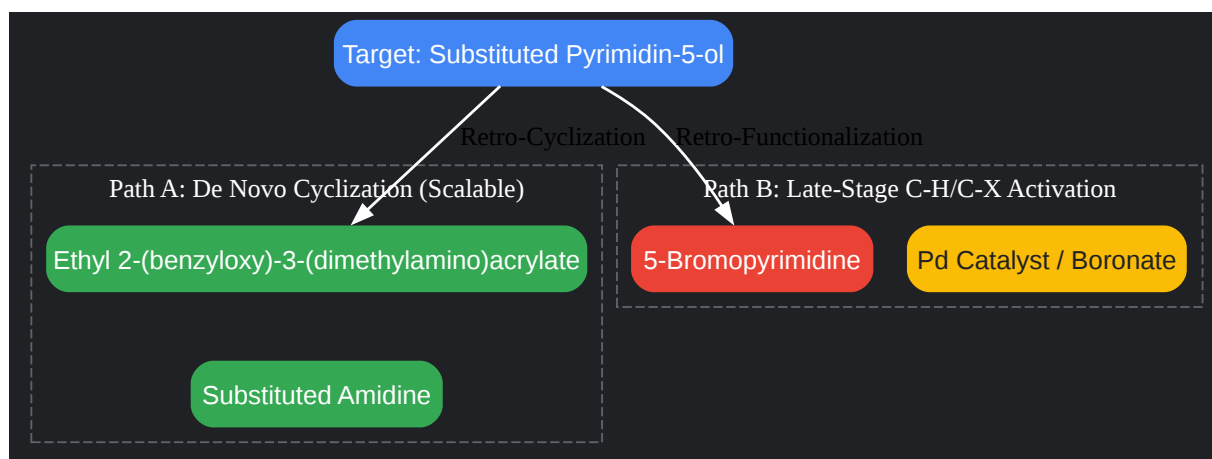 Target: Substituted Pyrimidin-5-ol
Retro-Cyclization
Retro-Functionalization
Path A: De Novo Cyclization (Scalable)
Path B: Late-Stage C-H/C-X Activation
Ethyl 2-(benzyloxy)-3-(dimethylamino)acrylate
5-Bromopyrimidine
Pd Catalyst / Boronate
Substituted Amidine